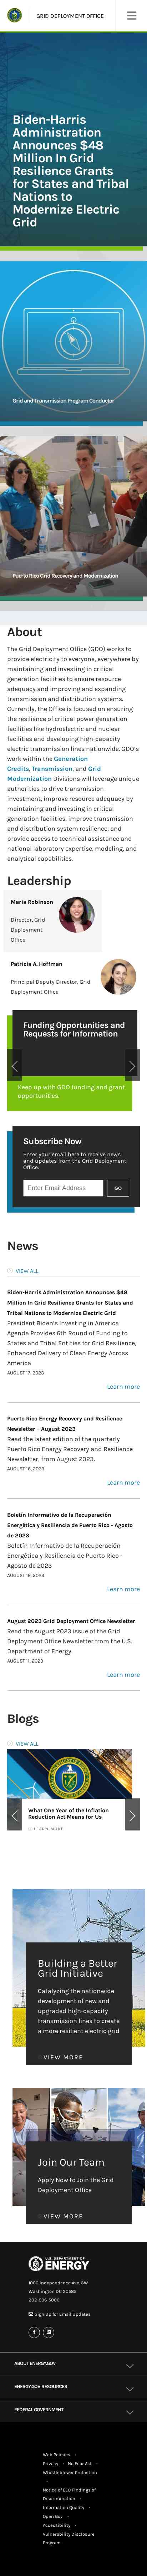 GRID DEPLOYMENT OFFICE
Biden-Harris
Administration
Announces $48
Million In Grid
Resilience Grants
for States and Tribal
Nations to
Modernize Electric
Grid
Grid and Transmission Program Conductor
Puerto Rico Grid Recovery and Modernization
About
The Grid Deployment Office (GDO) works to
provide electricity to everyone, everywhere by
maintaining and investing in critical
generation facilities to ensure resource
adequacy and improving and expanding
transmission and distribution systems.
Currently, the Office is focused on ensuring
the resilience of critical power generation
facilities like hydroelectric and nuclear
facilities and developing high-capacity
electric transmission nationwide. GDO's
work within the Generation
Credits, Transmission, and Grid
Modernization Divisions will leverage unique
authorities to drive transmission
investment, improve resource adequacy by
maintaining and investing in critical
generation facilities, improve transmission
and distribution system resilience, and
provide access to technical assistance and
national laboratory expertise, modeling, and
analytical capabilities.
Leadership
Maria Robinson
Director, Grid
Deployment
Office
Patricia A. Hoffman
Principal Deputy Director, Grid
Deployment Office
Funding Opportunities and
Requests for Information
Keep up with GDO funding and grant
opportunities.
Subscribe Now
Enter your email here to receive news
and updates from the Grid Deployment
Office.
Enter Email Address
GO
News
VIEW ALL
Biden-Harris Administration Announces $48
Million in Grid Resilience Grants for States and
Tribal Nations to Modernize Electric Grid
President Biden's Investing in America
Agenda Provides 6th Round of Funding to
States and Tribal Entities for Grid Resilience,
Enhanced Delivery of Clean Energy Across
America
AUGUST 17, 2023
Learn more
Puerto Rico Energy Recovery and Resilience
Newsletter – August 2023
Read the latest edition of the quarterly
Puerto Rico Energy Recovery and Resilience
Newsletter, from August 2023.
AUGUST 16, 2023
Learn more
Boletín Informativo de la Recuperación
Energética y Resiliencia de Puerto Rico - Agosto
de 2023
Boletín Informativo de la Recuperación
Energética y Resiliencia de Puerto Rico -
Agosto de 2023
AUGUST 16, 2023
Learn more
August 2023 Grid Deployment Office Newsletter
Read the August 2023 issue of the Grid
Deployment Office Newsletter from the U.S.
Department of Energy.
AUGUST 11, 2023
Learn more
Blogs
VIEW ALL
What One Year of the Inflation
Reduction Act Means for Us
LEARN MORE
Building a Better
Grid Initiative
Catalyzing the nationwide
development of new and
upgraded high-capacity
transmission lines to create
a more resilient electric grid
VIEW MORE
Join Our Team
Apply Now to Join the Grid
Deployment Office
VIEW MORE
U.S. DEPARTMENT OF
ENERGY
1000 Independence Ave. SW
Washington DC 20585
202-586-5000
Sign Up for Email Updates
ABOUT ENERGY.GOV
ENERGY.GOV RESOURCES
FEDERAL GOVERNMENT
Web Policies •
Privacy • No Fear Act •
Whistleblower Protection
•
Notice of EEO Findings of
Discrimination •
Information Quality •
Open Gov •
Accessibility •
Vulnerability Disclosure
Program